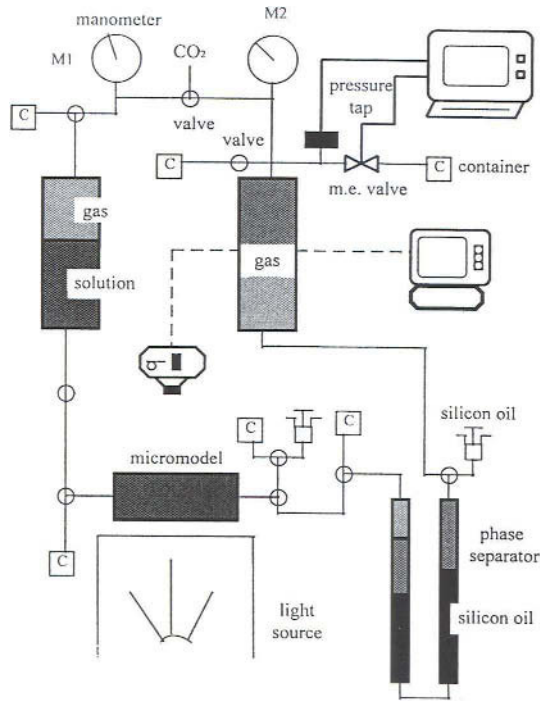 M2
manometer
M1
CO₂
pressure
tap
C
valve
valve
C
C
container
m.e. valve
gas
gas
solution
silicon oil
C
C
micromodel
C
phase
separator
light
source
silicon oil